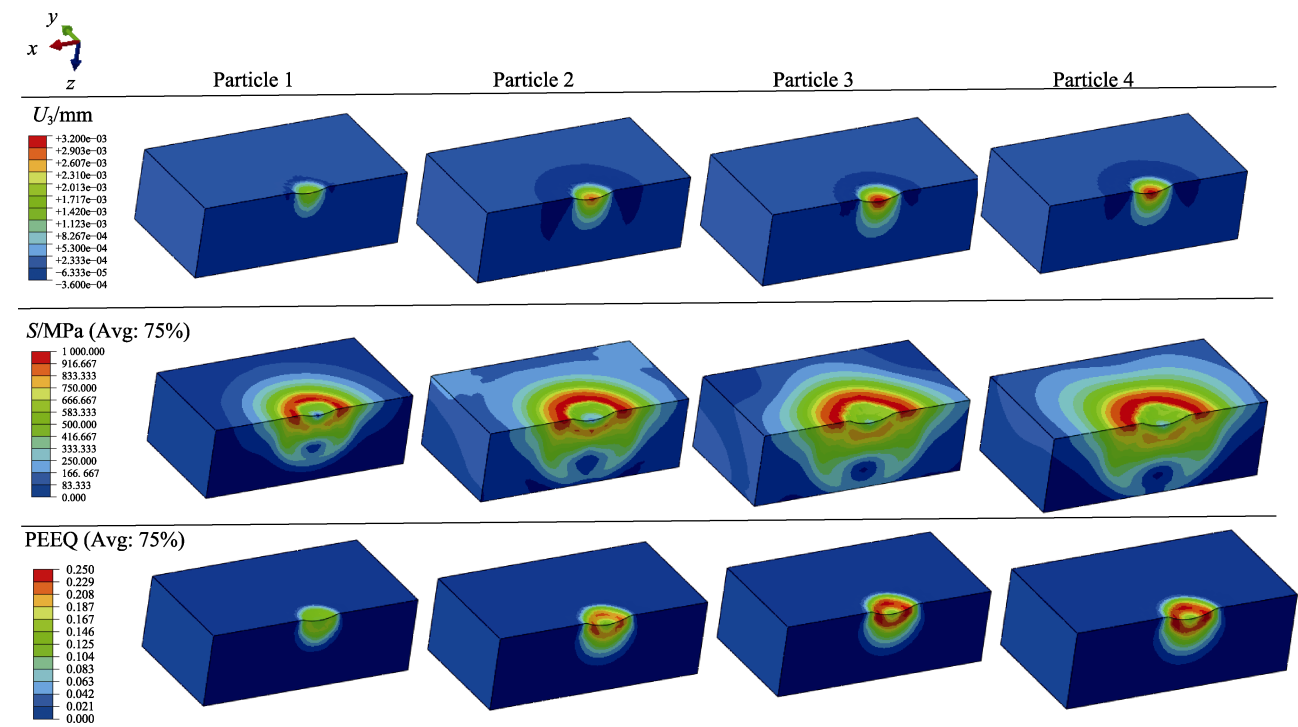 y
x
z
Particle 1 Particle 2 Particle 3 Particle 4
U3/mm
+3.200e−03
+2.903e−03
+2.607e−03
+2.310e−03
+2.013e−03
+1.717e−03
+1.420e−03
+1.123e−03
+8.267e−04
+5.300e−04
+2.333e−04
−6.333e−05
−3.600e−04
S/MPa (Avg: 75%)
1 000.000
916.667
833.333
750.000
666.667
583.333
500.000
416.667
333.333
250.000
166. 667
83.333
0.000
PEEQ (Avg: 75%)
0.250
0.229
0.208
0.187
0.167
0.146
0.125
0.104
0.083
0.063
0.042
0.021
0.000